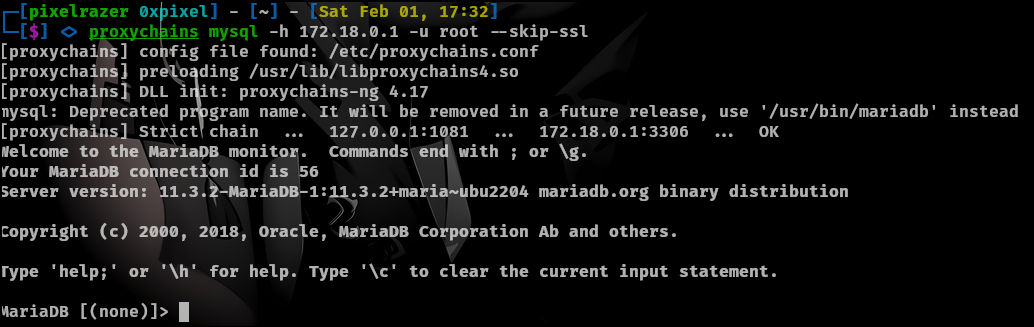 ┌─[pixelrazer 0xpixel] - [~] - [Sat Feb 01, 17:32]
└─[$] <> proxychains mysql -h 172.18.0.1 -u root --skip-ssl
[proxychains] config file found: /etc/proxychains.conf
[proxychains] preloading /usr/lib/libproxychains4.so
[proxychains] DLL init: proxychains-ng 4.17
mysql: Deprecated program name. It will be removed in a future release, use '/usr/bin/mariadb' instead
[proxychains] Strict chain  ...  127.0.0.1:1081  ...  172.18.0.1:3306  ...  OK
Welcome to the MariaDB monitor.  Commands end with ; or \g.
Your MariaDB connection id is 56
Server version: 11.3.2-MariaDB-1:11.3.2+maria~ubu2204 mariadb.org binary distribution
Copyright (c) 2000, 2018, Oracle, MariaDB Corporation Ab and others.
Type 'help;' or '\h' for help. Type '\c' to clear the current input statement.
MariaDB [(none)]>